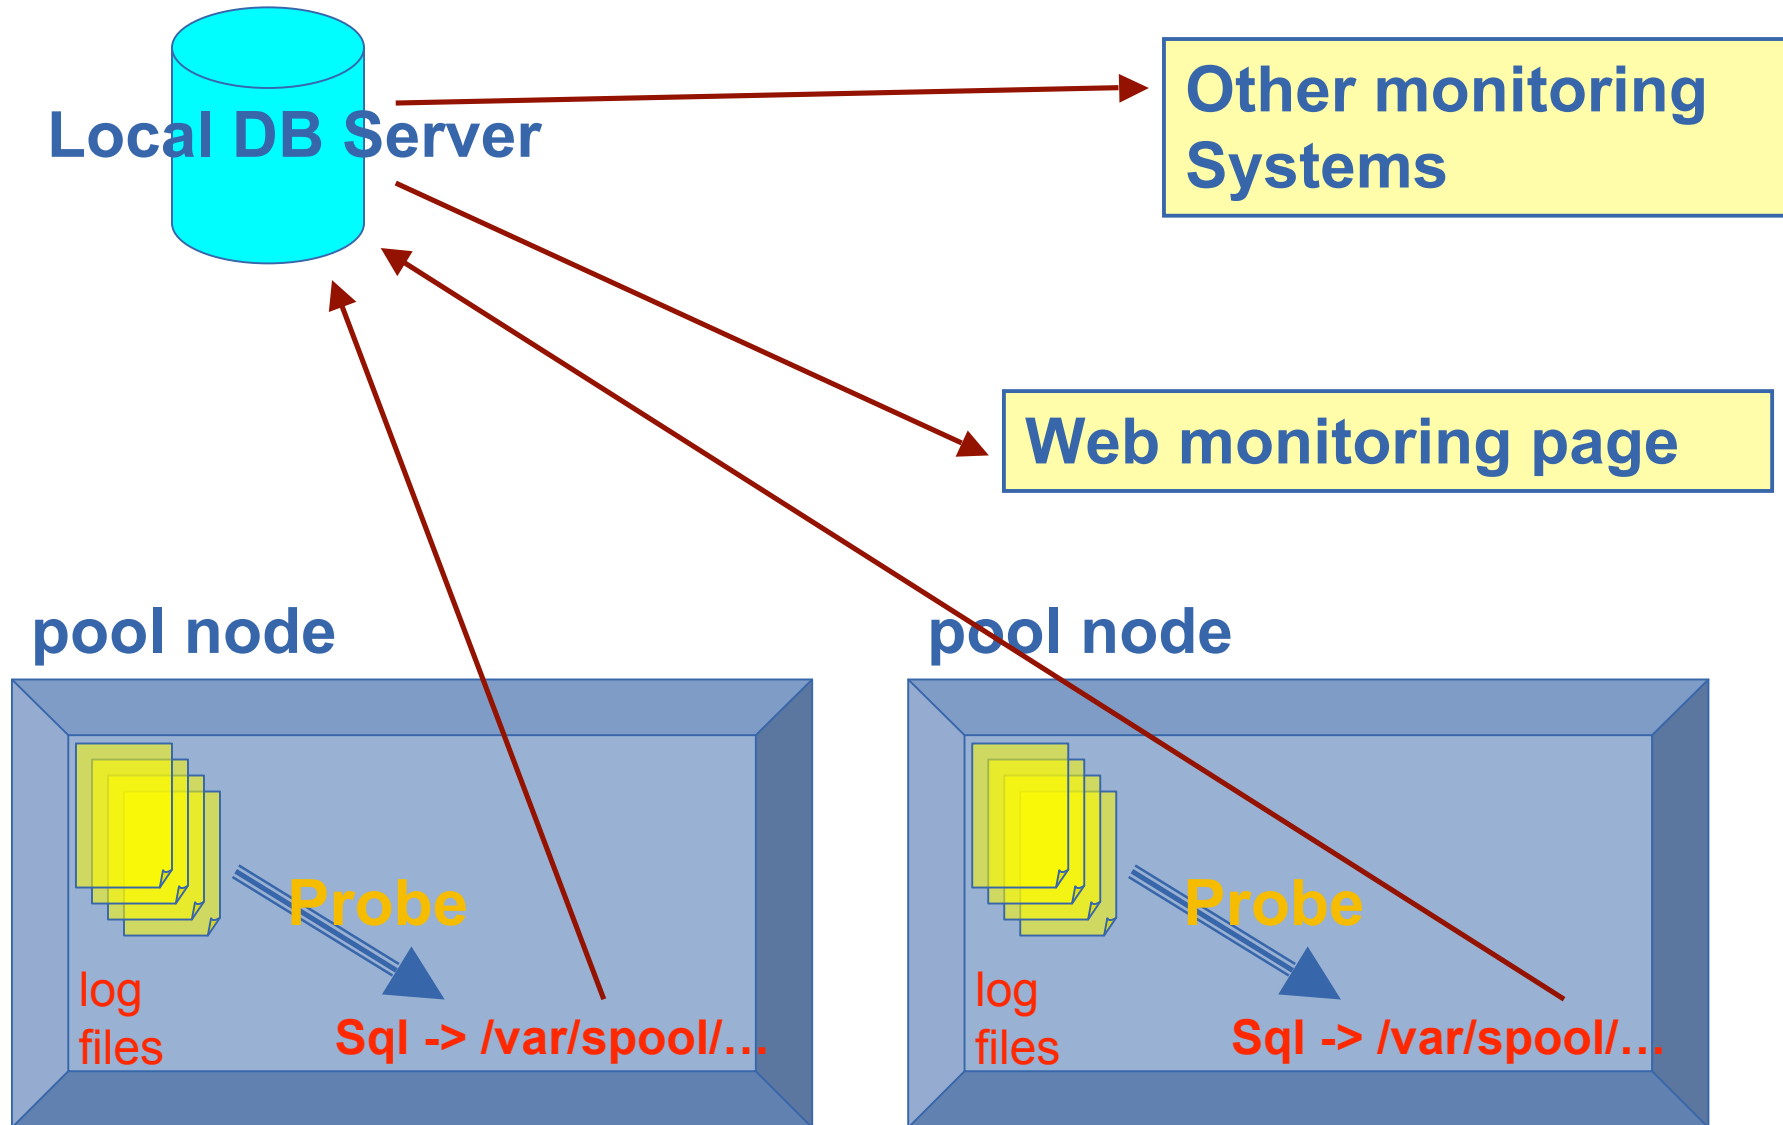 Local DB Server
Other monitoring
Systems
Web monitoring page
pool node
Probe
log
files
Sql -> /var/spool/…
pool node
Probe
log
files
Sql -> /var/spool/…